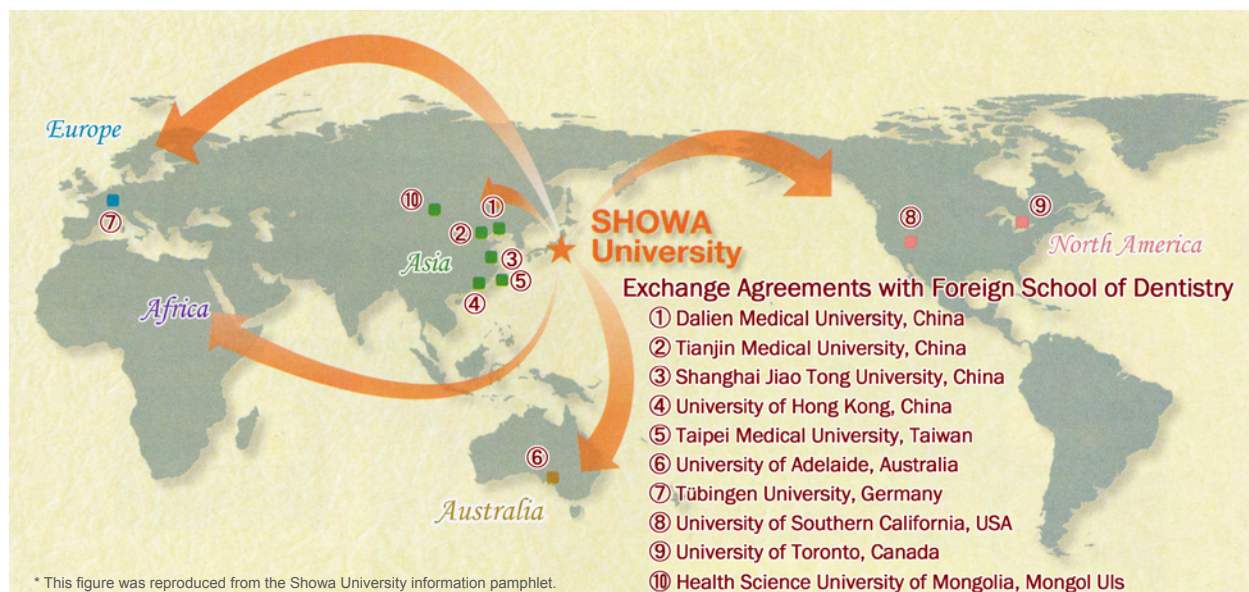 Europe
⑦
⑩
①
②
Asia
③
⑤
④
Africa
SHOWA
University
⑧
⑨
North America
⑥
Australia
Exchange Agreements with Foreign School of Dentistry
① Dalien Medical University, China
② Tianjin Medical University, China
③ Shanghai Jiao Tong University, China
④ University of Hong Kong, China
⑤ Taipei Medical University, Taiwan
⑥ University of Adelaide, Australia
⑦ Tübingen University, Germany
⑧ University of Southern California, USA
⑨ University of Toronto, Canada
⑩ Health Science University of Mongolia, Mongol Uls
* This figure was reproduced from the Showa University information pamphlet.